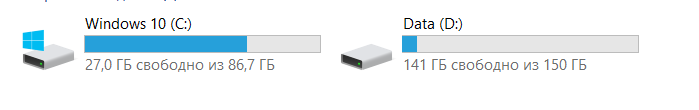 Windows 10 (C:)
27,0 ГБ свободно из 86,7 ГБ
Data (D:)
141 ГБ свободно из 150 ГБ